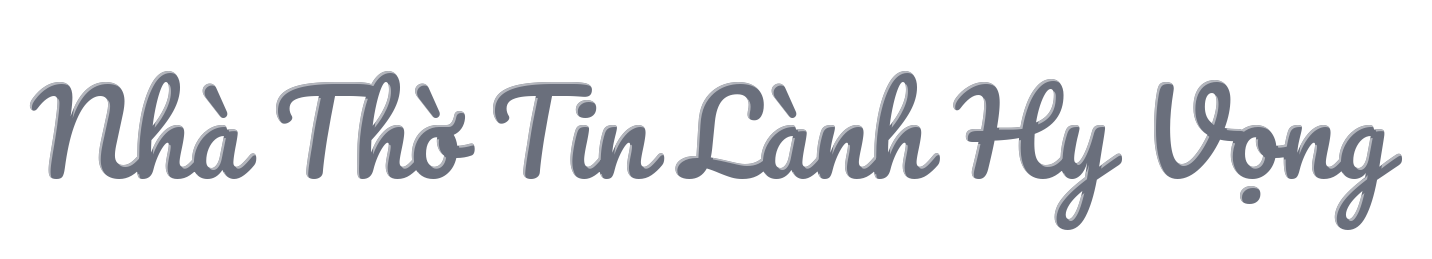 Nhà Thờ Tin Lành Hy Vọng